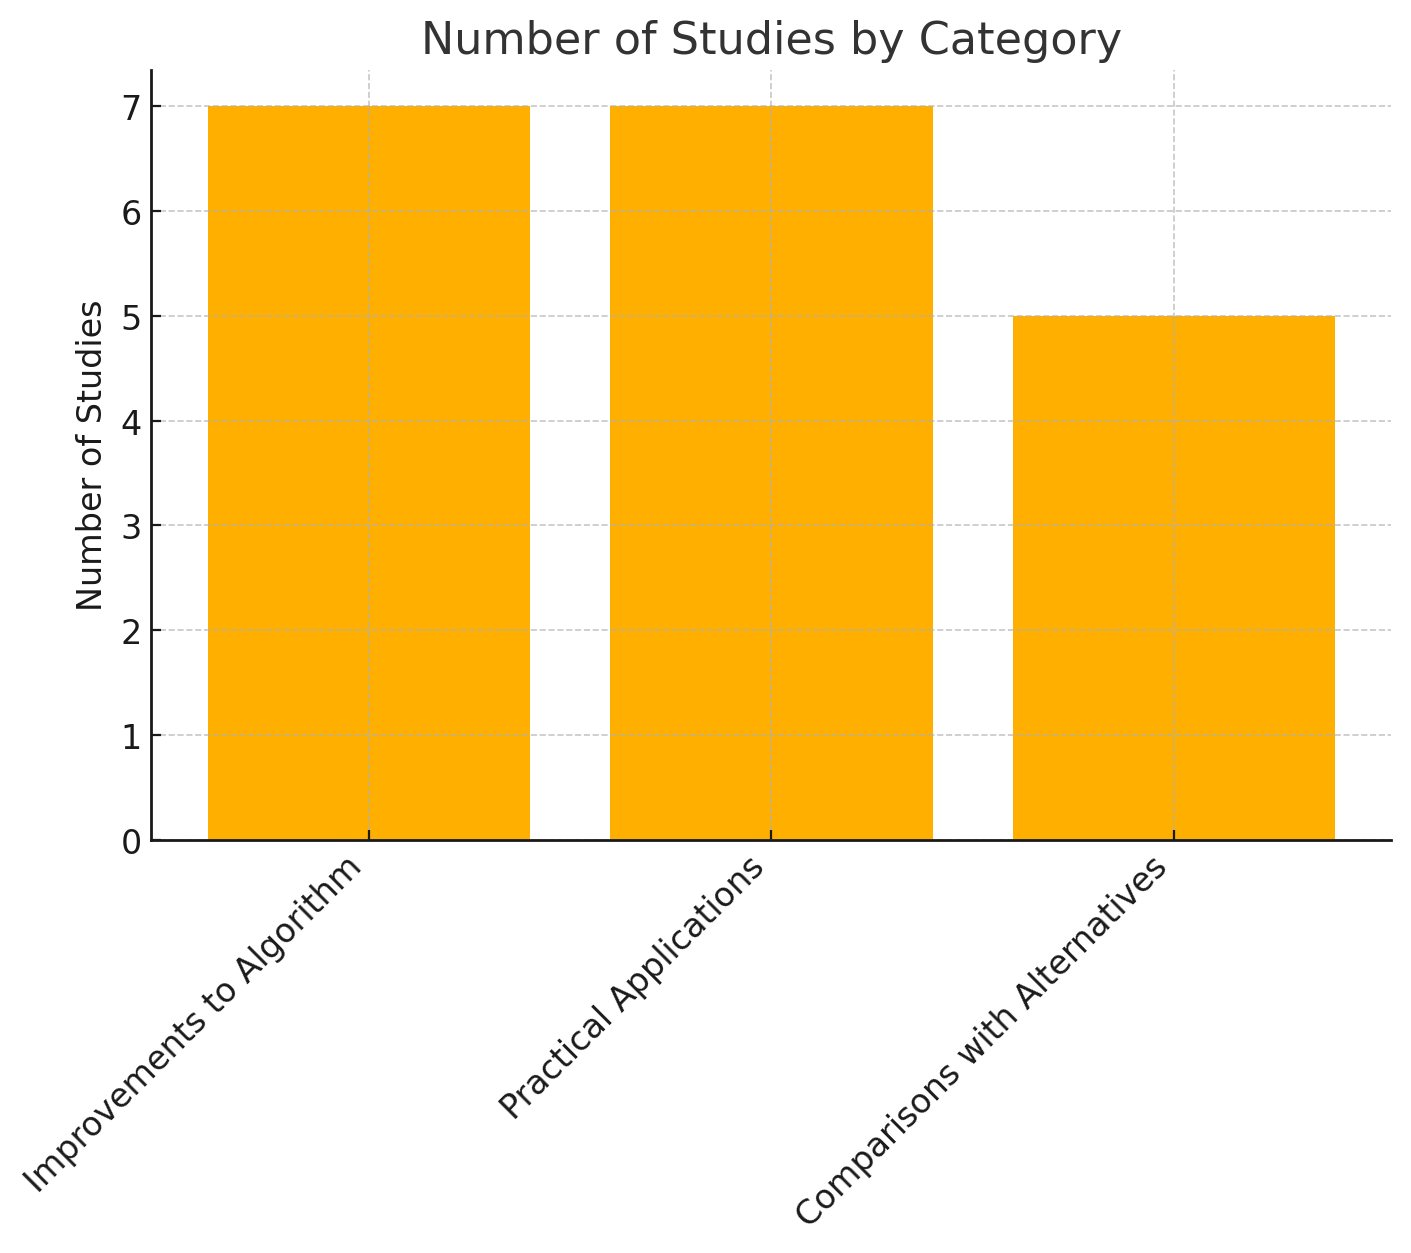 Number of Studies by Category
Number of Studies
7
6
5
4
3
2
1
0
Improvements to Algorithm
Practical Applications
Comparisons with Alternatives